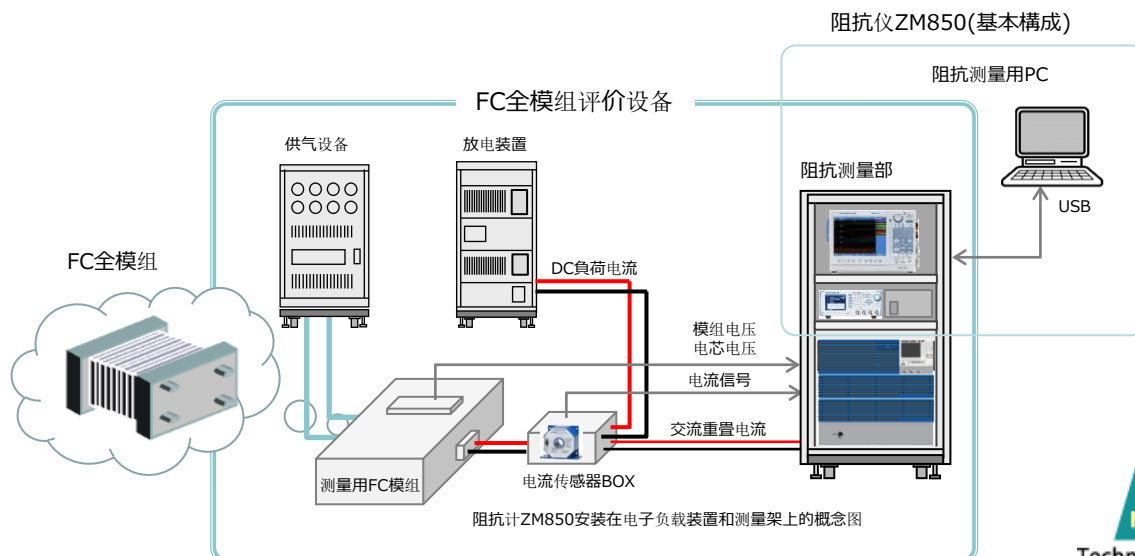 阻抗仪ZM850(基本構成)
阻抗测量用PC
FC全模组评价设备
供气设备
放电装置
阻抗测量部
USB
FC全模组
DC負荷电流
模组电压
电芯电压
电流信号
交流重畳电流
测量用FC模组
电流传感器BOX
阻抗计ZM850安装在电子负载装置和测量架上的概念图